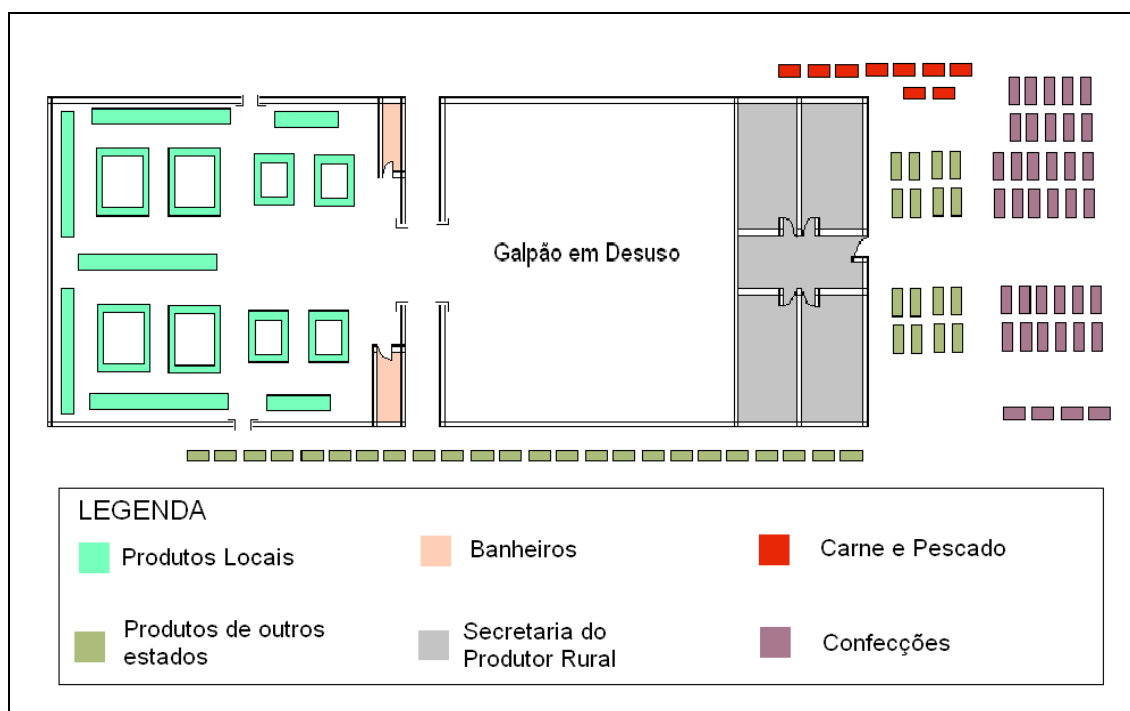 Galpão em Desuso
LEGENDA
Produtos Locais
Banheiros
Carne e Pescado
Produtos de outros
estados
Secretaria do
Produtor Rural
Confecções